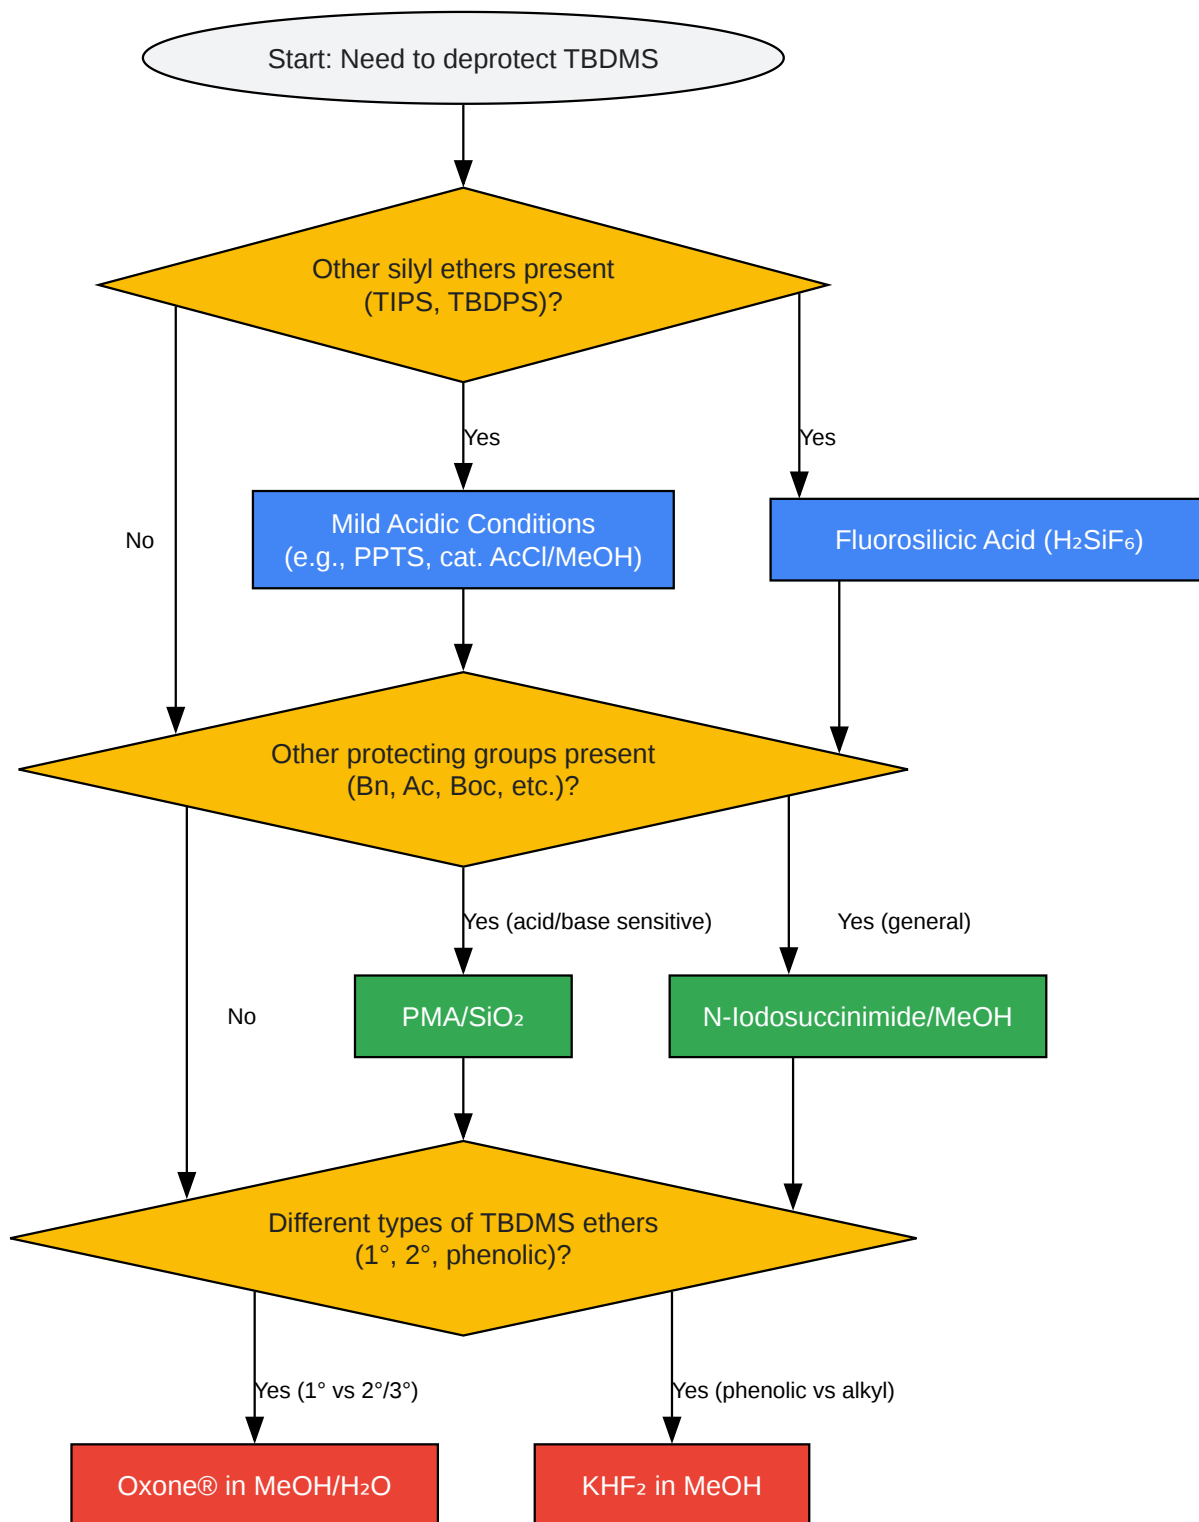 Start: Need to deprotect TBDMS
Other silyl ethers present
(TIPS, TBDPS)?
Yes
Yes
Mild Acidic Conditions
(e.g., PPTS, cat. AcCl/MeOH)
Fluorosilicic Acid (H₂SiF₆)
No
Other protecting groups present
(Bn, Ac, Boc, etc.)?
Yes (acid/base sensitive)
Yes (general)
No
PMA/SiO₂
N-Iodosuccinimide/MeOH
Different types of TBDMS ethers
(1°, 2°, phenolic)?
Yes (1° vs 2°/3°)
Yes (phenolic vs alkyl)
Oxone® in MeOH/H₂O
KHF₂ in MeOH